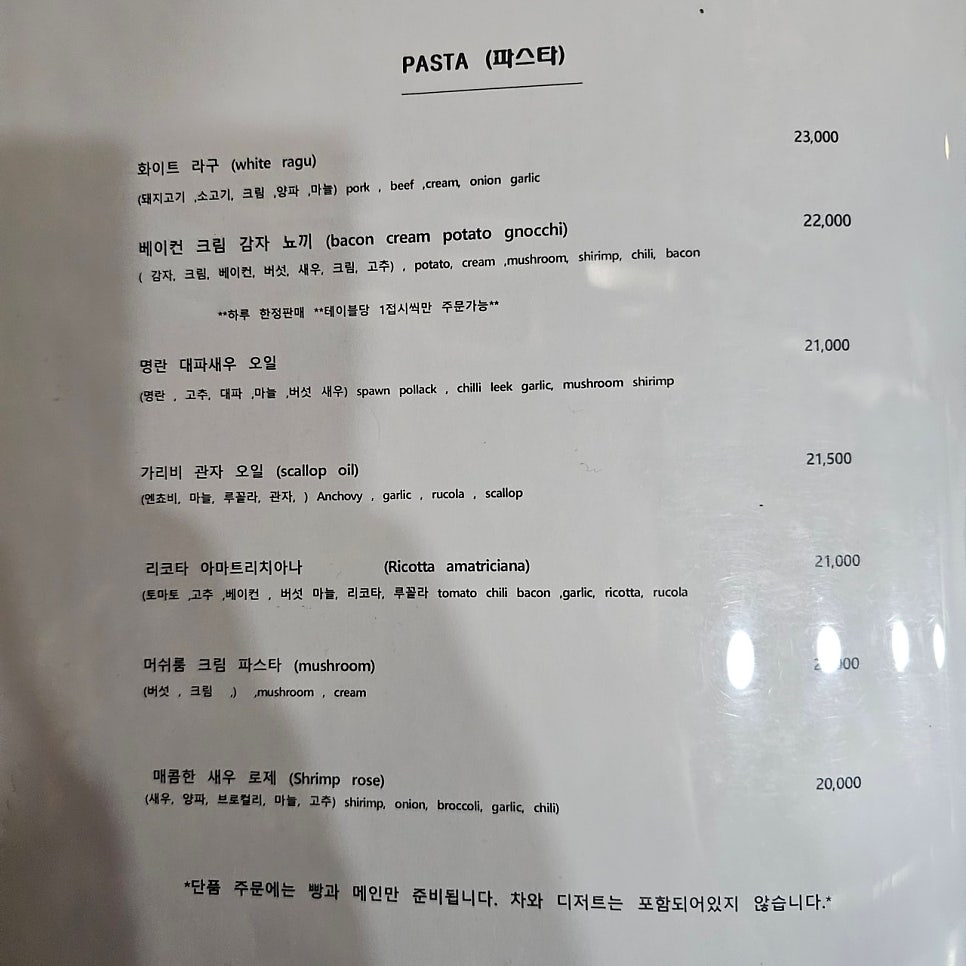 PASTA (파스타)
23,000
화이트 라구 (white ragu)
(돼지고기 ,소고기, 크림 ,양파 ,마늘) pork , beef ,cream, onion garlic
22,000
베이컨 크림 감자 뇨끼 (bacon cream potato gnocchi)
( 감자, 크림, 베이컨, 버섯, 새우, 크림, 고추) , potato, cream ,mushroom, shirimp, chili, bacon
**하루 한정판매 **테이블당 1접시씩만 주문가능**
21,000
명란 대파새우 오일
(명란 , 고추, 대파 ,마늘 ,버섯 새우) spawn pollack , chilli leek garlic, mushroom shirimp
21,500
가리비 관자 오일 (scallop oil)
(엔쵸비, 마늘, 루꼴라, 관자, ) Anchovy , garlic , rucola , scallop
21,000
리코타 아마트리치아나 (Ricotta amatriciana)
(토마토 ,고추 ,베이컨 , 버섯 마늘, 리코타, 루꼴라 tomato chili bacon ,garlic, ricotta, rucola
머쉬룸 크림 파스타 (mushroom)
(버섯 , 크림 ,) ,mushroom , cream
20,000
매콤한 새우 로제 (Shrimp rose)
(새우, 양파, 브로컬리, 마늘, 고추) shirimp, onion, broccoli, garlic, chili)
*단품 주문에는 빵과 메인만 준비됩니다. 차와 디저트는 포함되어있지 않습니다.*